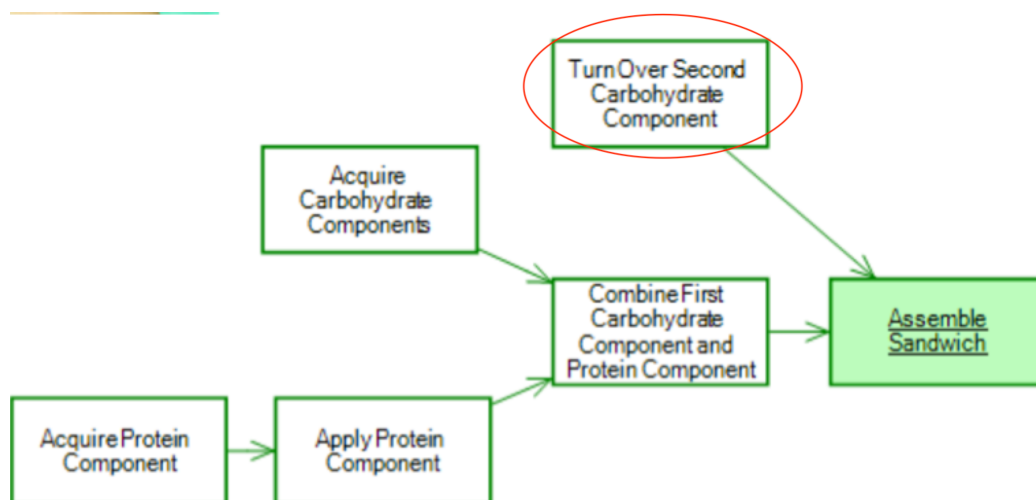 Turn Over Second
Carbohydrate
Component
Acquire
Carbohydrate
Components
Combine First
Carbohydrate
Component and
Protein Component
Assemble
Sandwich
Acquire Protein
Component
Apply Protein
Component